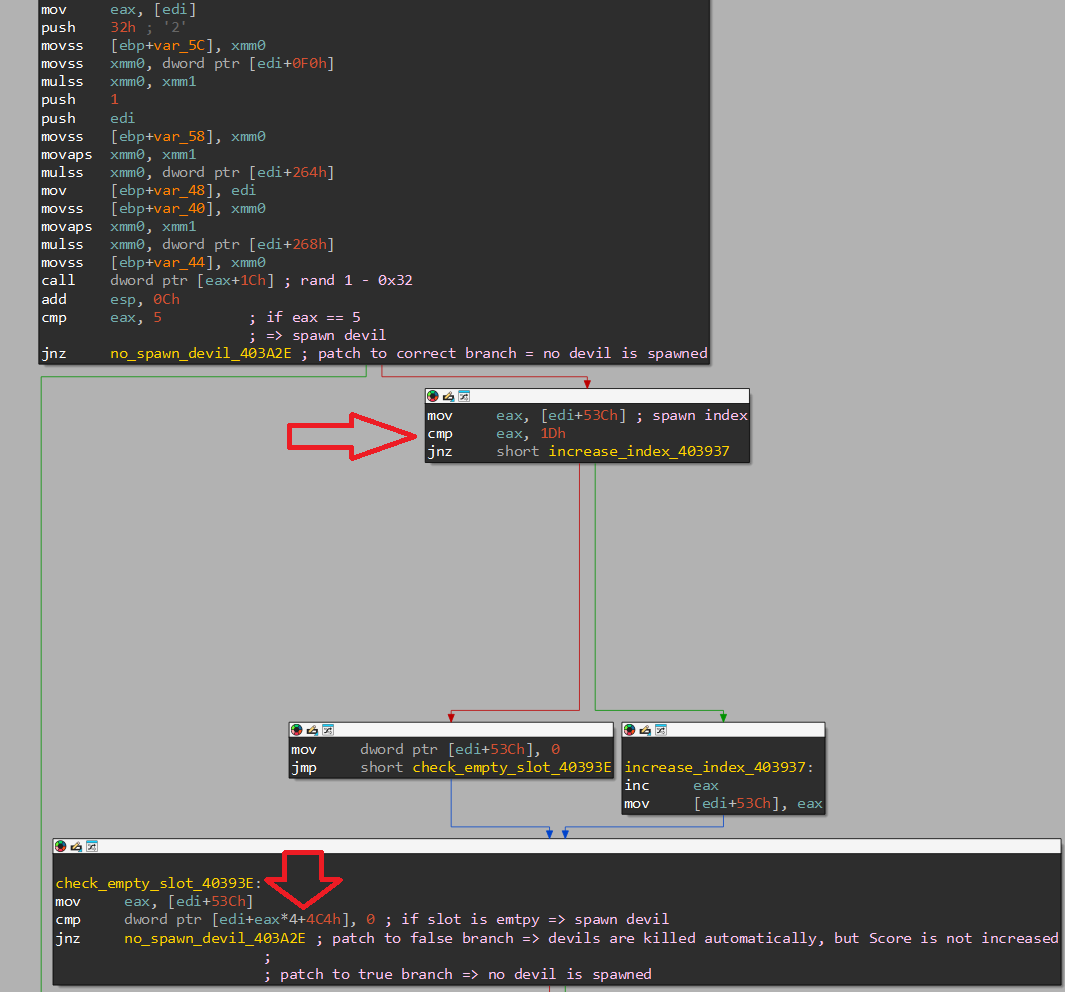 mov eax, [edi]
push 32h ; '2'
movss [ebp+var_5C], xmm0
movss xmm0, dword ptr [edi+0F0h]
mulss xmm0, xmm1
push 1
push edi
movss [ebp+var_58], xmm0
movaps xmm0, xmm1
mulss xmm0, dword ptr [edi+264h]
mov [ebp+var_48], edi
movss [ebp+var_40], xmm0
movaps xmm0, xmm1
mulss xmm0, dword ptr [edi+268h]
movss [ebp+var_44], xmm0
call dword ptr [eax+1Ch] ; rand 1 - 0x32
add esp, 0Ch
cmp eax, 5 ; if eax == 5
; => spawn devil
jnz no_spawn_devil_403A2E ; patch to correct branch = no devil is spawned
mov eax, [edi+53Ch] ; spawn index
cmp eax, 1Dh
jnz short increase_index_403937
mov dword ptr [edi+53Ch], 0
jmp short check_empty_slot_40393E
increase_index_403937:
inc eax
mov [edi+53Ch], eax
check_empty_slot_40393E:
mov eax, [edi+53Ch]
cmp dword ptr [edi+eax*4+4C4h], 0 ; if slot is emtpy => spawn devil
jnz no_spawn_devil_403A2E ; patch to false branch => devils are killed automatically, but Score is not increased
;
; patch to true branch => no devil is spawned